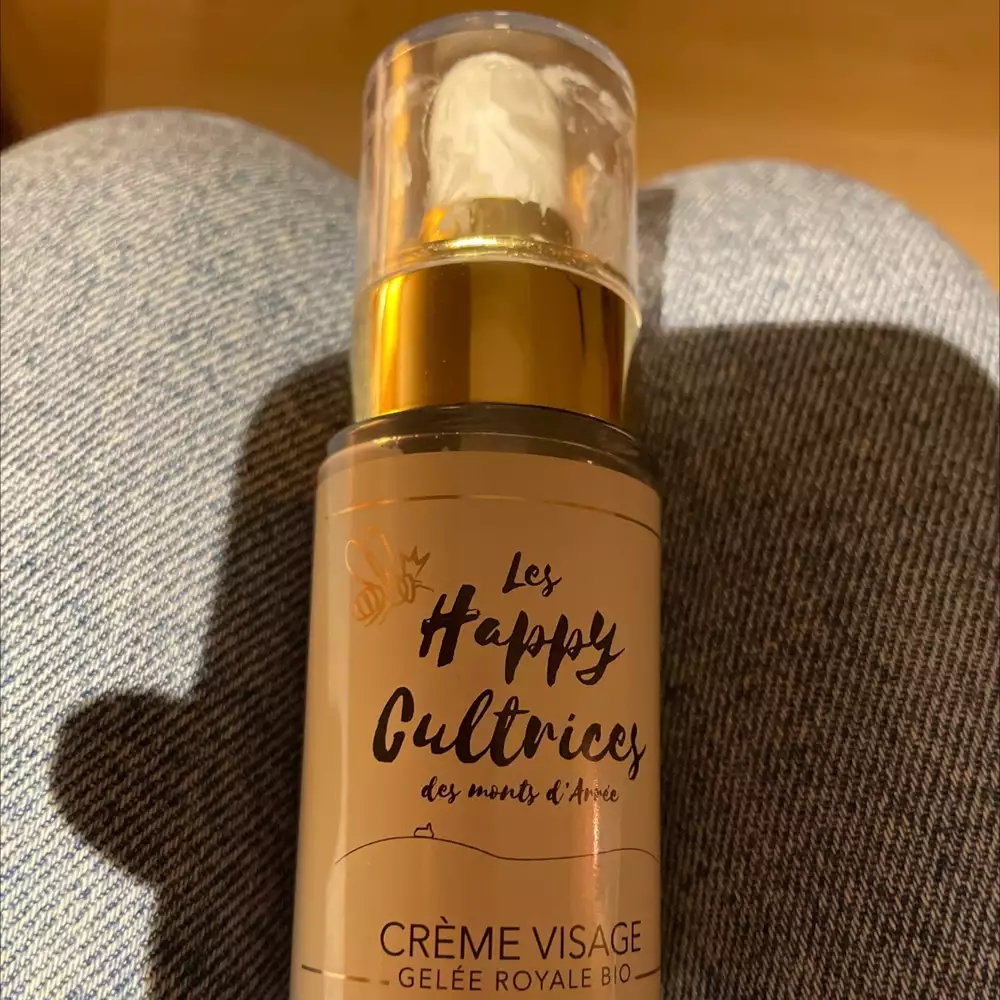 Les
Happy
Cultrices
des monts d'Arrée
CRÈME VISAGE
GELÉE ROYALE BIO